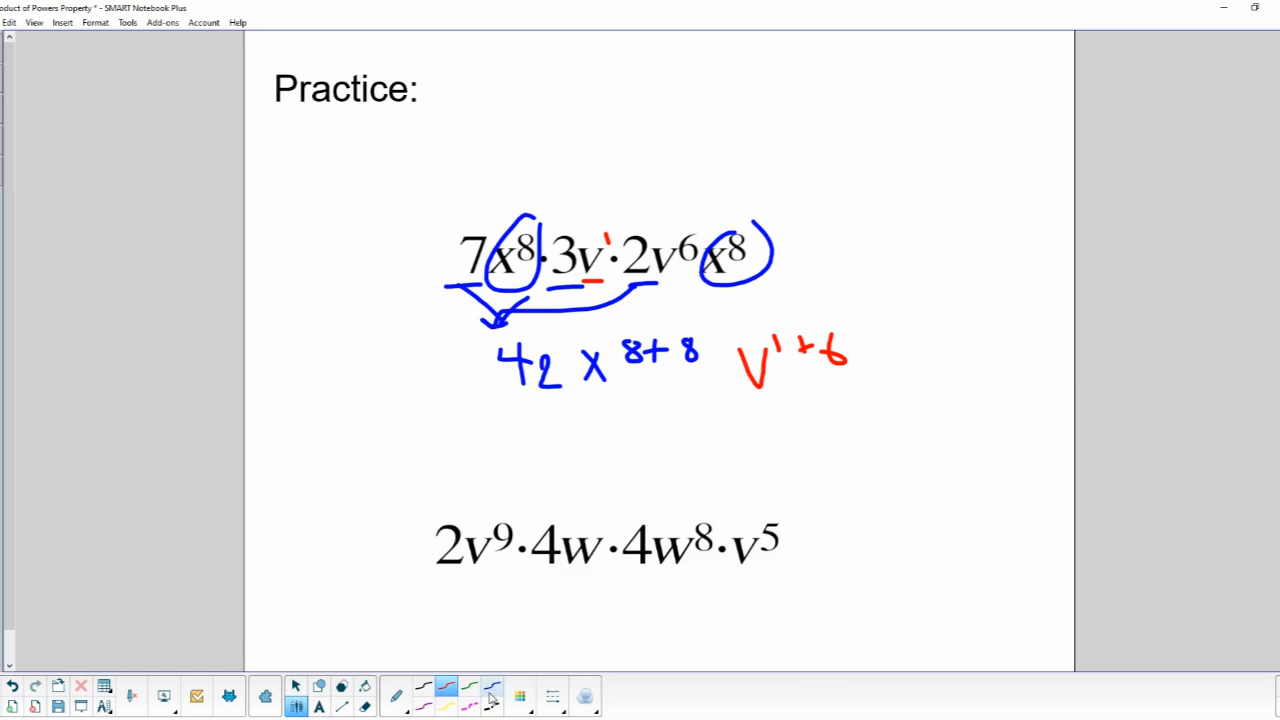 oduct of Powers Property * - SMART Notebook Plus
Edit View Insert Format Tools Add-ons Account Help
Practice:
7x⁸·3v¹·2v⁶x⁸
42 x⁸⁺⁸ v¹⁺⁶
2v⁹·4w·4w⁸·v⁵